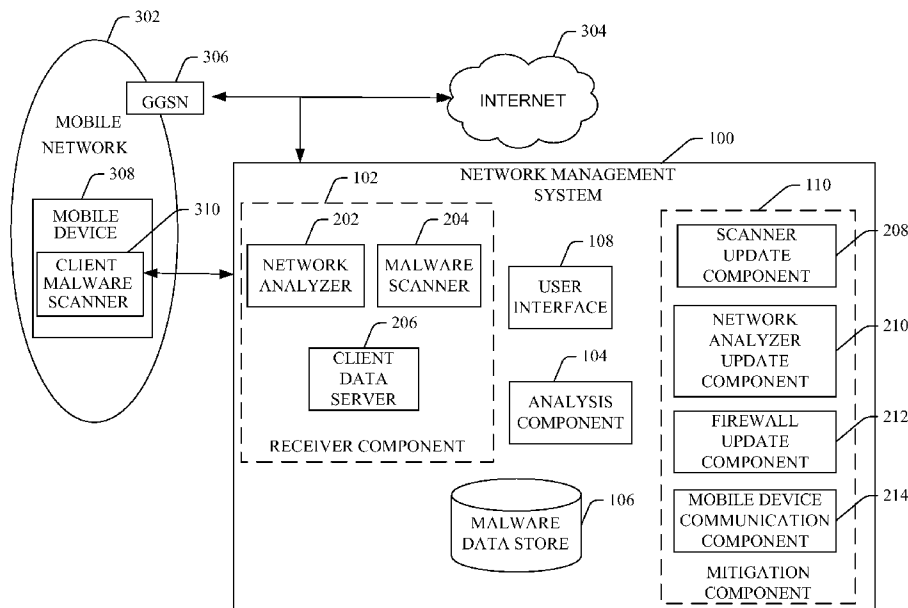 302
306
GGSN
304
INTERNET
MOBILE
NETWORK
308
310
MOBILE
DEVICE
CLIENT
MALWARE
SCANNER
100
NETWORK MANAGEMENT
SYSTEM
102
202
NETWORK
ANALYZER
204
MALWARE
SCANNER
206
CLIENT
DATA
SERVER
RECEIVER COMPONENT
108
USER
INTERFACE
104
ANALYSIS
COMPONENT
106
MALWARE
DATA STORE
110
SCANNER
UPDATE
COMPONENT
208
NETWORK
ANALYZER
UPDATE
COMPONENT
210
FIREWALL
UPDATE
COMPONENT
212
MOBILE DEVICE
COMMUNICATION
COMPONENT
214
MITIGATION
COMPONENT